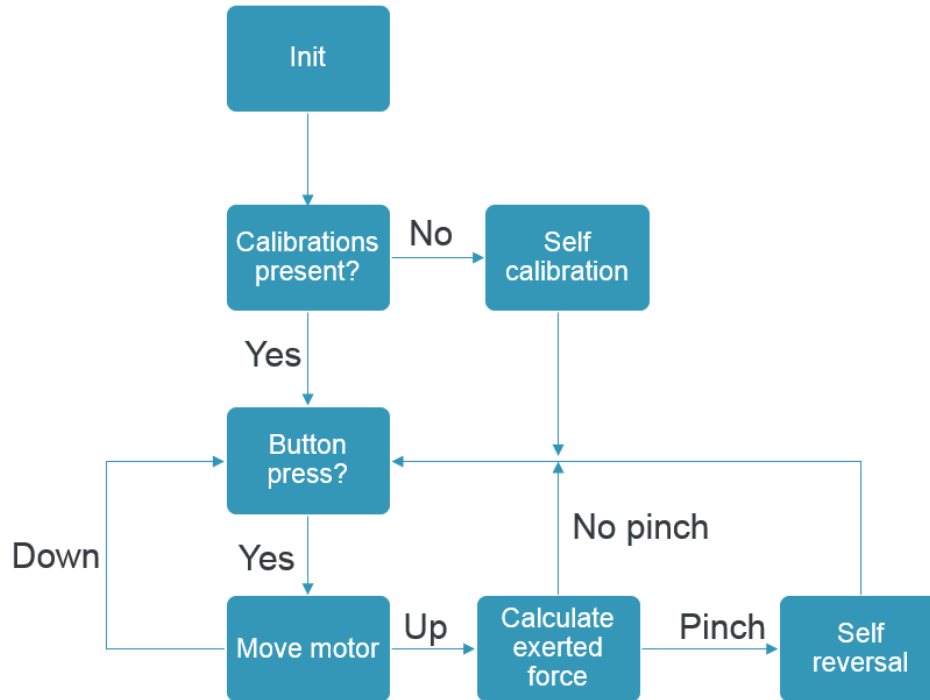 Init
Calibrations
present?
No
Self
calibration
Yes
Button
press?
No pinch
Down
Yes
Move motor
Up
Calculate
exerted
force
Pinch
Self
reversal